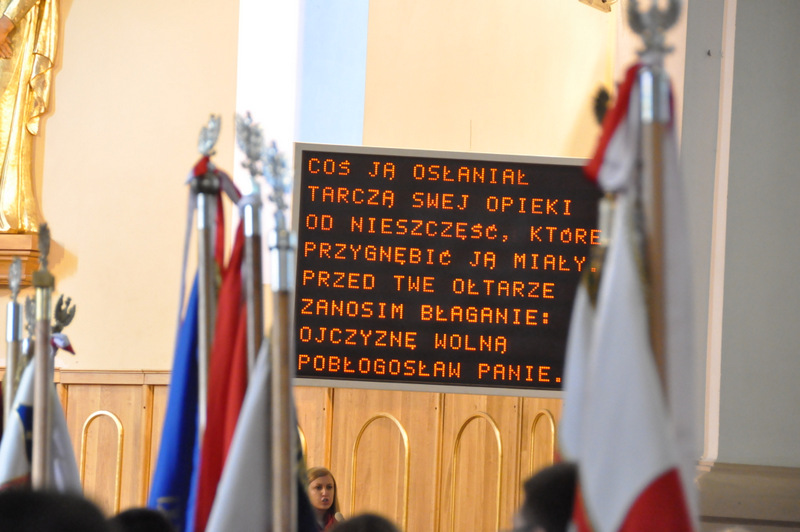 COŚ JĄ OSŁANIAŁ
TARCZĄ SWEJ OPIEKI
OD NIESZCZĘŚĆ, KTÓRE
PRZYGNĘBIĆ JĄ MIAŁY.
PRZED TWE OŁTARZE
ZANOSIM BŁAGANIE:
OJCZYZNĘ WOLNĄ
POBŁOGOSŁAW PANIE.